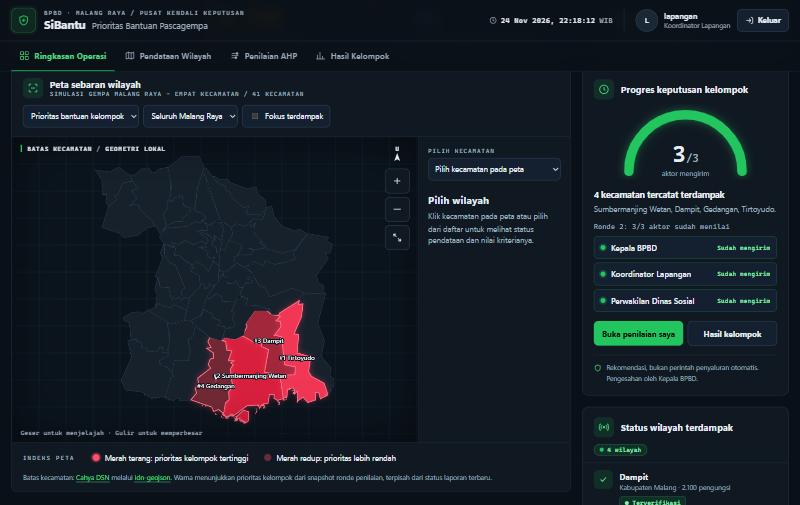 BPBD · MALANG RAYA / PUSAT KENDALI KEPUTUSAN
SiBantu Prioritas Bantuan Pascagempa
24 Nov 2026, 22:18:12 WIB
L
lapangan
Koordinator Lapangan
Keluar
Ringkasan Operasi
Pendataan Wilayah
Penilaian AHP
Hasil Kelompok
Peta sebaran wilayah
SIMULASI GEMPA MALANG RAYA – EMPAT KECAMATAN / 41 KECAMATAN
Prioritas bantuan kelompok
Seluruh Malang Raya
Fokus terdampak
BATAS KECAMATAN / GEOMETRI LOKAL
U
+
−
#3 Dampit
#1 Tirtoyudo
#2 Sumbermanjing Wetan
#4 Gedangan
Geser untuk menjelajah · Gulir untuk memperbesar
PILIH KECAMATAN
Pilih kecamatan pada peta
Pilih wilayah
Klik kecamatan pada peta atau pilih
dari daftar untuk melihat status
pendataan dan nilai kriterianya.
INDEKS PETA
Merah terang: prioritas kelompok tertinggi
Merah redup: prioritas lebih rendah
Batas kecamatan: Cahya DSN melalui idn-geojson. Warna menunjukkan prioritas kelompok dari snapshot ronde penilaian, terpisah dari status laporan terbaru.
Progres keputusan kelompok
3/3
aktor mengirim
4 kecamatan tercatat terdampak
Sumbermanjing Wetan, Dampit, Gedangan, Tirtoyudo.
Ronde 2: 3/3 aktor sudah menilai
Kepala BPBD
Sudah mengirim
Koordinator Lapangan
Sudah mengirim
Perwakilan Dinas Sosial
Sudah mengirim
Buka penilaian saya
Hasil kelompok
Rekomendasi, bukan perintah penyaluran otomatis.
Pengesahan oleh Kepala BPBD.
Status wilayah terdampak
4 wilayah
Dampit
Kabupaten Malang · 2.100 pengungsi
Terverifikasi